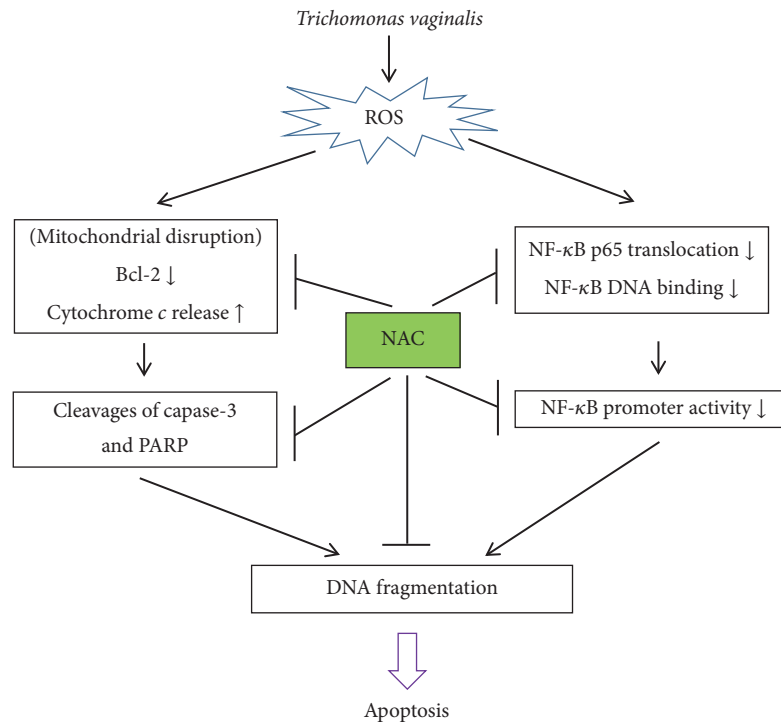 Trichomonas vaginalis
ROS
(Mitochondrial disruption)
Bcl-2 ↓
Cytochrome c release ↑
NF-κB p65 translocation ↓
NF-κB DNA binding ↓
NAC
Cleavages of capase-3
and PARP
NF-κB promoter activity ↓
DNA fragmentation
Apoptosis